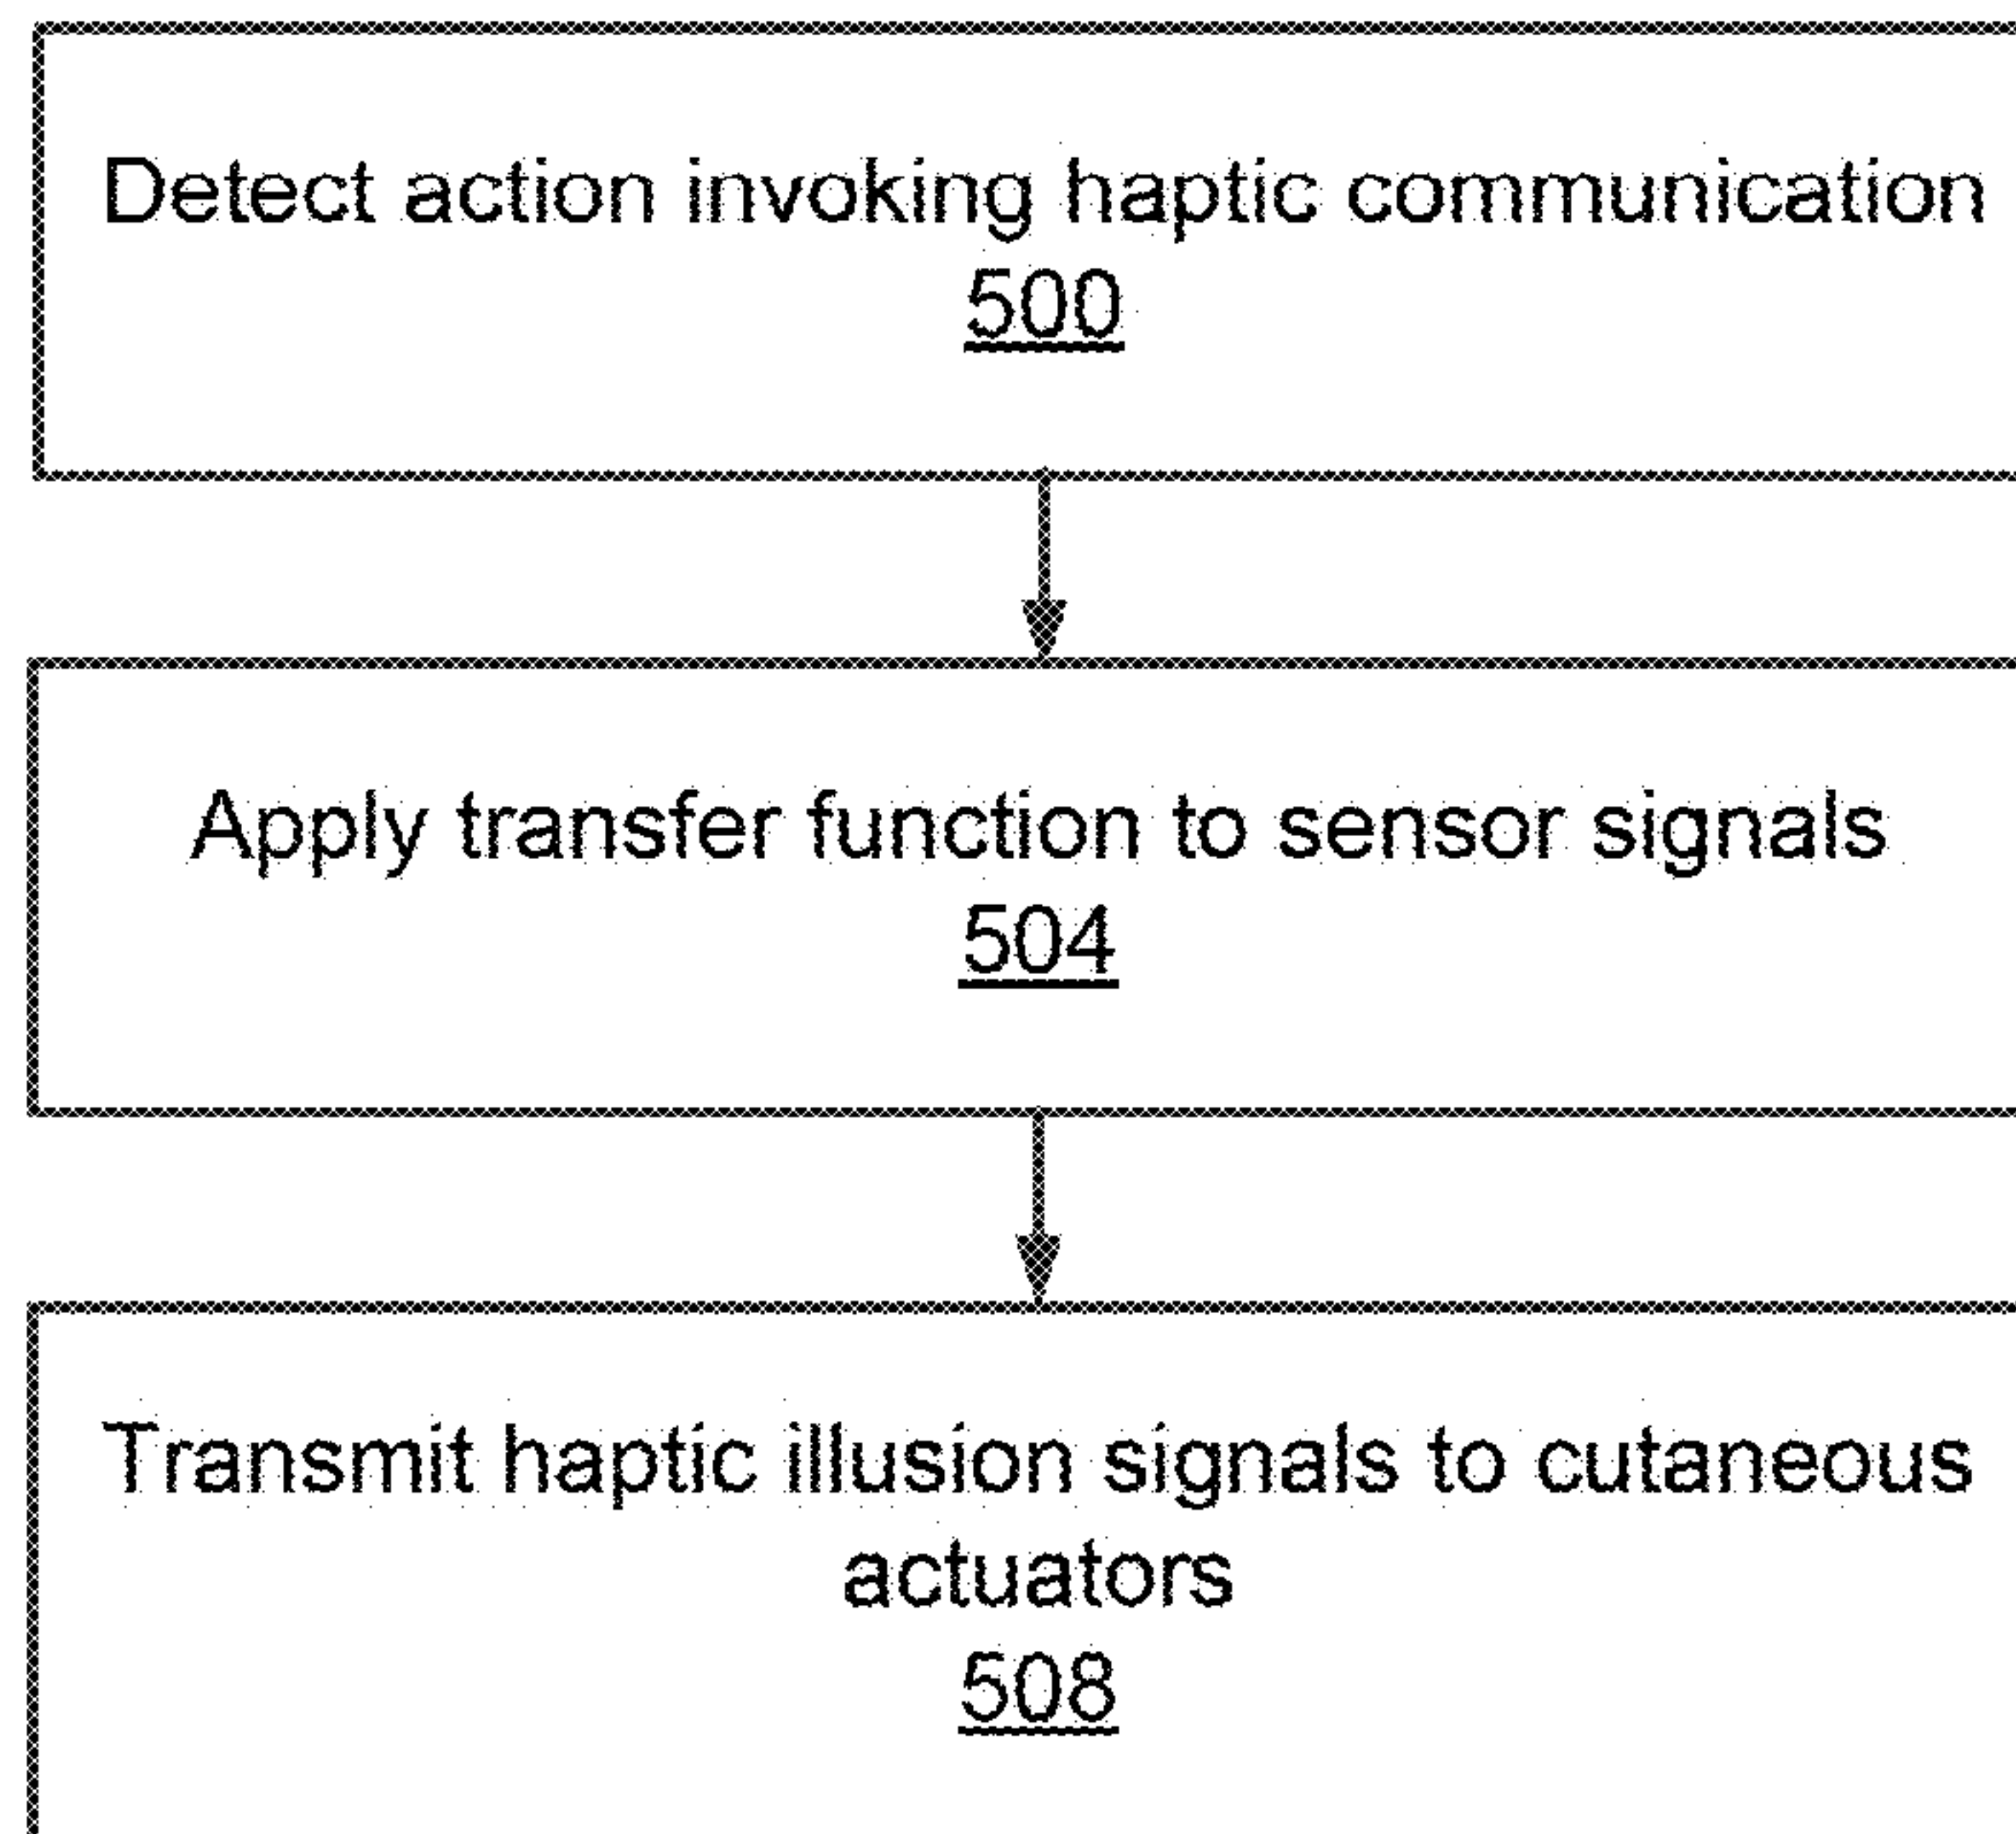 Detect action invoking haptic communication
500
Apply transfer function to sensor signals
504
Transmit haptic illusion signals to cutaneous
actuators
508